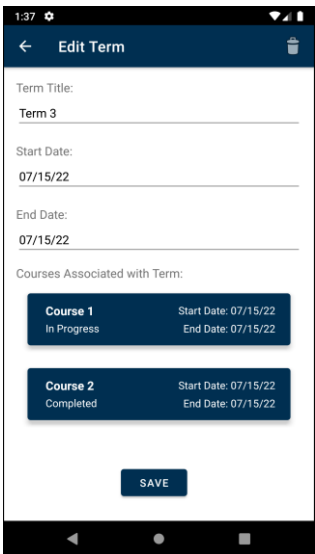 1:37
Edit Term
Term Title:
Term 3
Start Date:
07/15/22
End Date:
07/15/22
Courses Associated with Term:
Course 1 Start Date: 07/15/22
In Progress End Date: 07/15/22
Course 2 Start Date: 07/15/22
Completed End Date: 07/15/22
SAVE